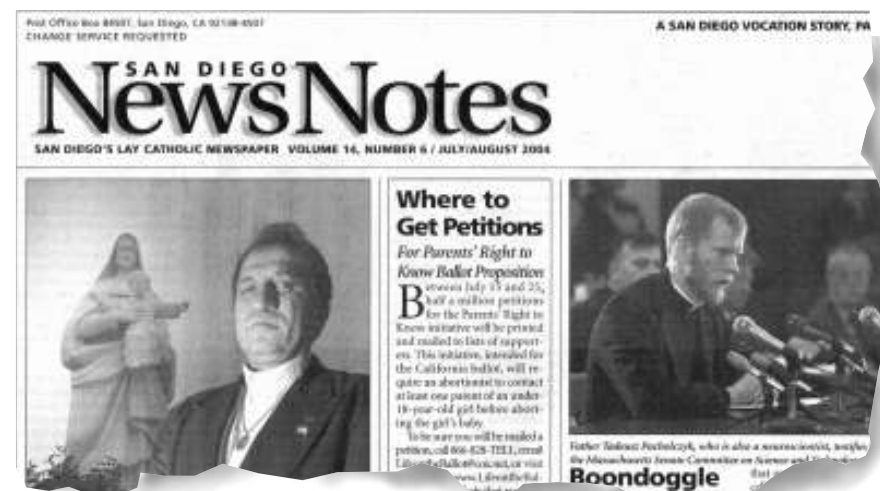 Post Office Box 84507, San Diego, CA 92138-4507
CHANGE SERVICE REQUESTED
A SAN DIEGO VOCATION STORY, PA
SAN DIEGO
NewsNotes
SAN DIEGO'S LAY CATHOLIC NEWSPAPER VOLUME 14, NUMBER 6 / JULY/AUGUST 2004
Where to
Get Petitions
For Parents' Right to
Know Ballot Proposition
Between July 15 and 25,
half a million petitions
for the Parents' Right to
Know initiative will be printed
and mailed to lists of support-
ers. This initiative, intended for
the California ballot, will re-
quire an abortionist to contact
at least one parent of an under-
18-year-old girl before abort-
ing the girl's baby.
To be sure you will be mailed a
petition, call 866-828-TELL, email
or visit
Father Tadeusz Pacholczyk, who is also a neuroscientist, testifies
the Massachusetts Senate Committee on Science and
Boondoggle
that